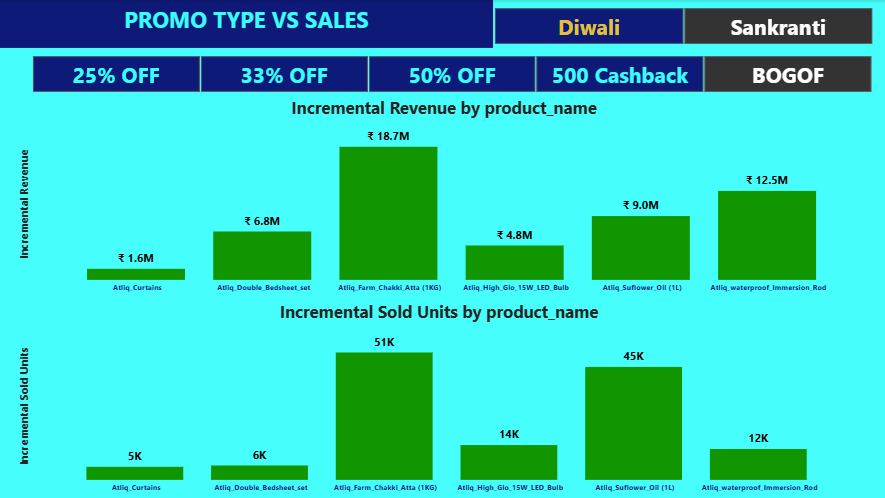 PROMO TYPE VS SALES
Diwali
Sankranti
25% OFF
33% OFF
50% OFF
500 Cashback
BOGOF
Incremental Revenue by product_name
Incremental Revenue
₹ 1.6M
₹ 6.8M
₹ 18.7M
₹ 4.8M
₹ 9.0M
₹ 12.5M
Atliq_Curtains
Atliq_Double_Bedsheet_set
Atliq_Farm_Chakki_Atta (1KG)
Atliq_High_Glo_15W_LED_Bulb
Atliq_Suflower_Oil (1L)
Atliq_waterproof_Immersion_Rod
Incremental Sold Units by product_name
Incremental Sold Units
5K
6K
51K
14K
45K
12K
Atliq_Curtains
Atliq_Double_Bedsheet_set
Atliq_Farm_Chakki_Atta (1KG)
Atliq_High_Glo_15W_LED_Bulb
Atliq_Suflower_Oil (1L)
Atliq_waterproof_Immersion_Rod